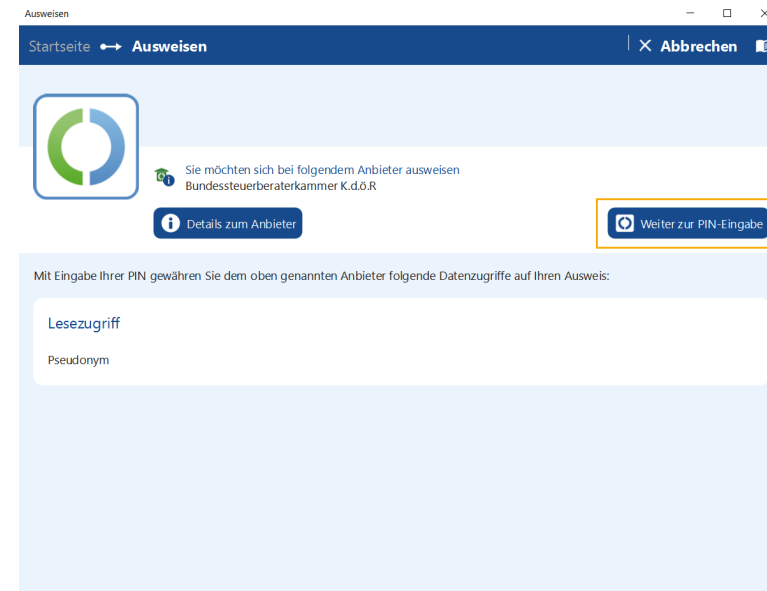 Ausweisen
Startseite Ausweisen Abbrechen
Sie möchten sich bei folgendem Anbieter ausweisen
Bundessteuerberaterkammer K.d.ö.R
Details zum Anbieter
Weiter zur PIN-Eingabe
Mit Eingabe Ihrer PIN gewähren Sie dem oben genannten Anbieter folgende Datenzugriffe auf Ihren Ausweis:
Lesezugriff
Pseudonym